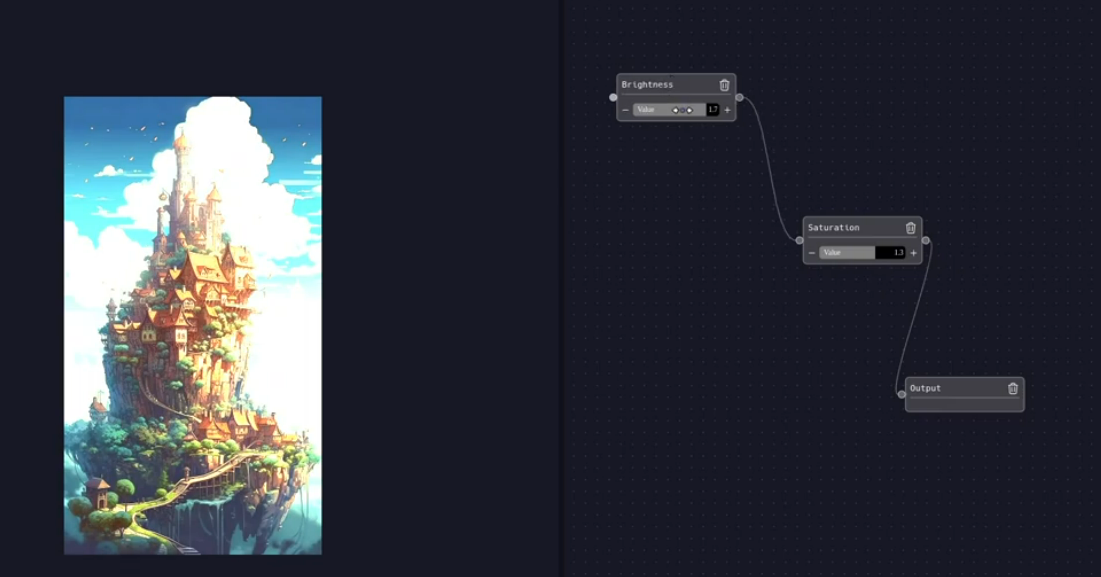 Brightness
− Value 1.7 +
Saturation
− Value 1.3 +
Output